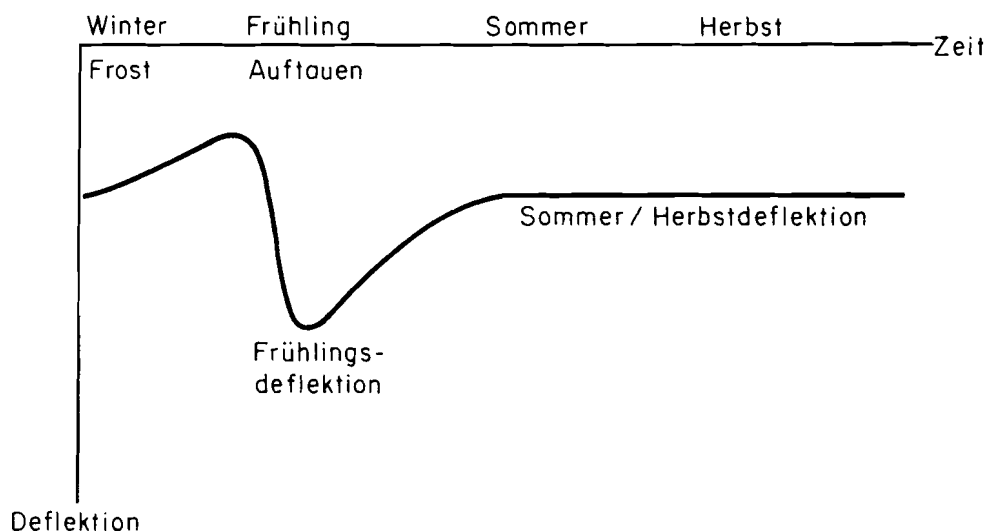 Winter Frühling Sommer Herbst
Zeit
Frost Auftauen
Sommer / Herbstdeflektion
Frühlings-
deflektion
Deflektion